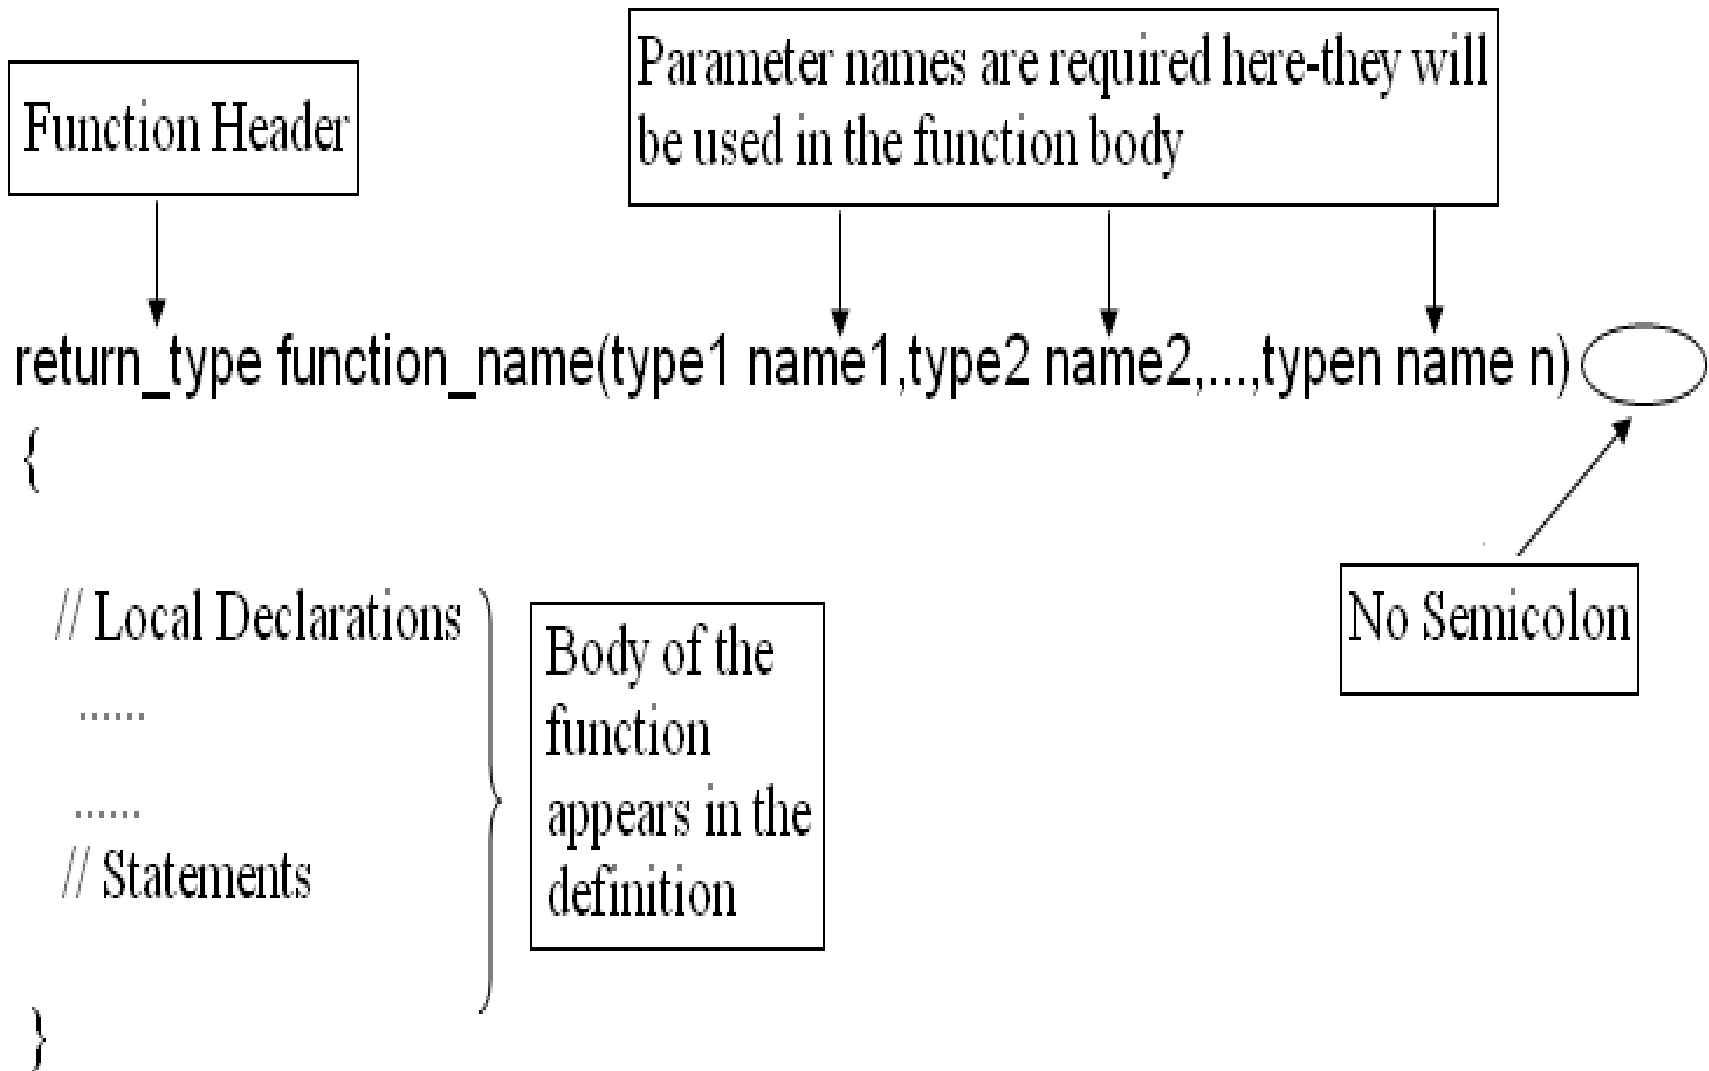 Function Header
Parameter names are required here-they will
be used in the function body
return_type function_name(type1 name1,type2 name2,...,typen name n)
{
// Local Declarations
......
......
// Statements
}
Body of the
function
appears in the
definition
No Semicolon